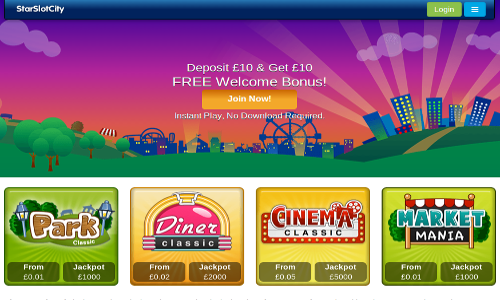 StarSlotCity
Login
Deposit £10 & Get £10
FREE Welcome Bonus!
Join Now!
Instant Play, No Download Required.
Park
Classic
From
£0.01
Jackpot
£1000
Diner
classic
From
£0.02
Jackpot
£2000
CINEMA
CLASSIC
From
£0.05
Jackpot
£5000
MARKET
MANIA
From
£0.01
Jackpot
£1000